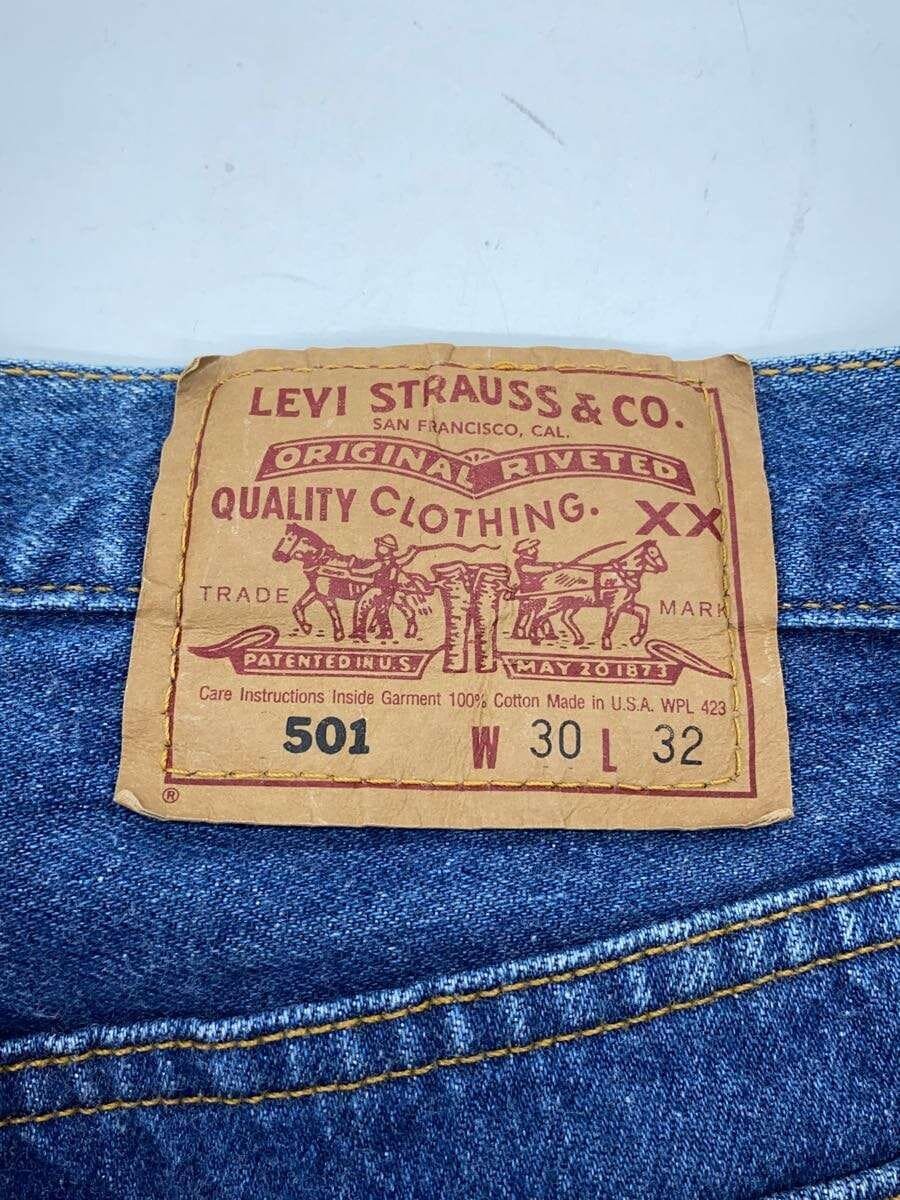 LEVI STRAUSS & CO.
SAN FRANCISCO, CAL.
ORIGINAL RIVETED
QUALITY CLOTHING. XX
TRADE MARK
PATENTED IN U.S. MAY 20 1873
Care Instructions Inside Garment 100% Cotton Made in U.S.A. WPL 423
501 W 30 L 32
®